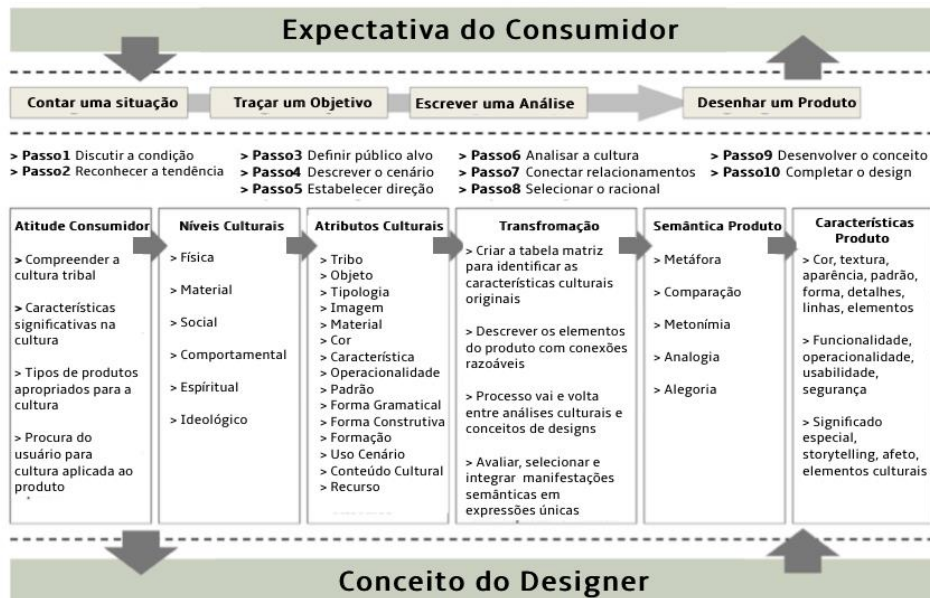 Expectativa do Consumidor
Contar uma situação
Traçar um Objetivo
Escrever uma Análise
Desenhar um Produto
> Passo1 Discutir a condição
> Passo2 Reconhecer a tendência
> Passo3 Definir público alvo
> Passo4 Descrever o cenário
> Passo5 Estabelecer direção
> Passo6 Analisar a cultura
> Passo7 Conectar relacionamentos
> Passo8 Selecionar o racional
> Passo9 Desenvolver o conceito
> Passo10 Completar o design
Atitude Consumidor
> Compreender a
cultura tribal
> Características
significativas na
cultura
> Tipos de produtos
apropriados para a
cultura
> Procura do
usuário para
cultura aplicada ao
produto
Níveis Culturais
> Física
> Material
> Social
> Comportamental
> Espíritual
> Ideológico
Atributos Culturais
> Tribo
> Objeto
> Tipologia
> Imagem
> Material
> Cor
> Característica
> Operacionalidade
> Padrão
> Forma Gramatical
> Forma Construtiva
> Formação
> Uso Cenário
> Conteúdo Cultural
> Recurso
Transfromação
> Criar a tabela matriz
para identificar as
características culturais
originais
> Descrever os elementos
do produto com conexões
razoáveis
> Processo vai e volta
entre análises culturais e
conceitos de designs
> Avaliar, selecionar e
integrar manifestações
semânticas em
expressões únicas
Semântica Produto
> Metáfora
> Comparação
> Metonímia
> Analogia
> Alegoria
Características
Produto
> Cor, textura,
aparência, padrão,
forma, detalhes,
linhas, elementos
> Funcionalidade,
operacionalidade,
usabilidade,
segurança
> Significado
especial,
storytelling, afeto,
elementos culturais
Conceito do Designer